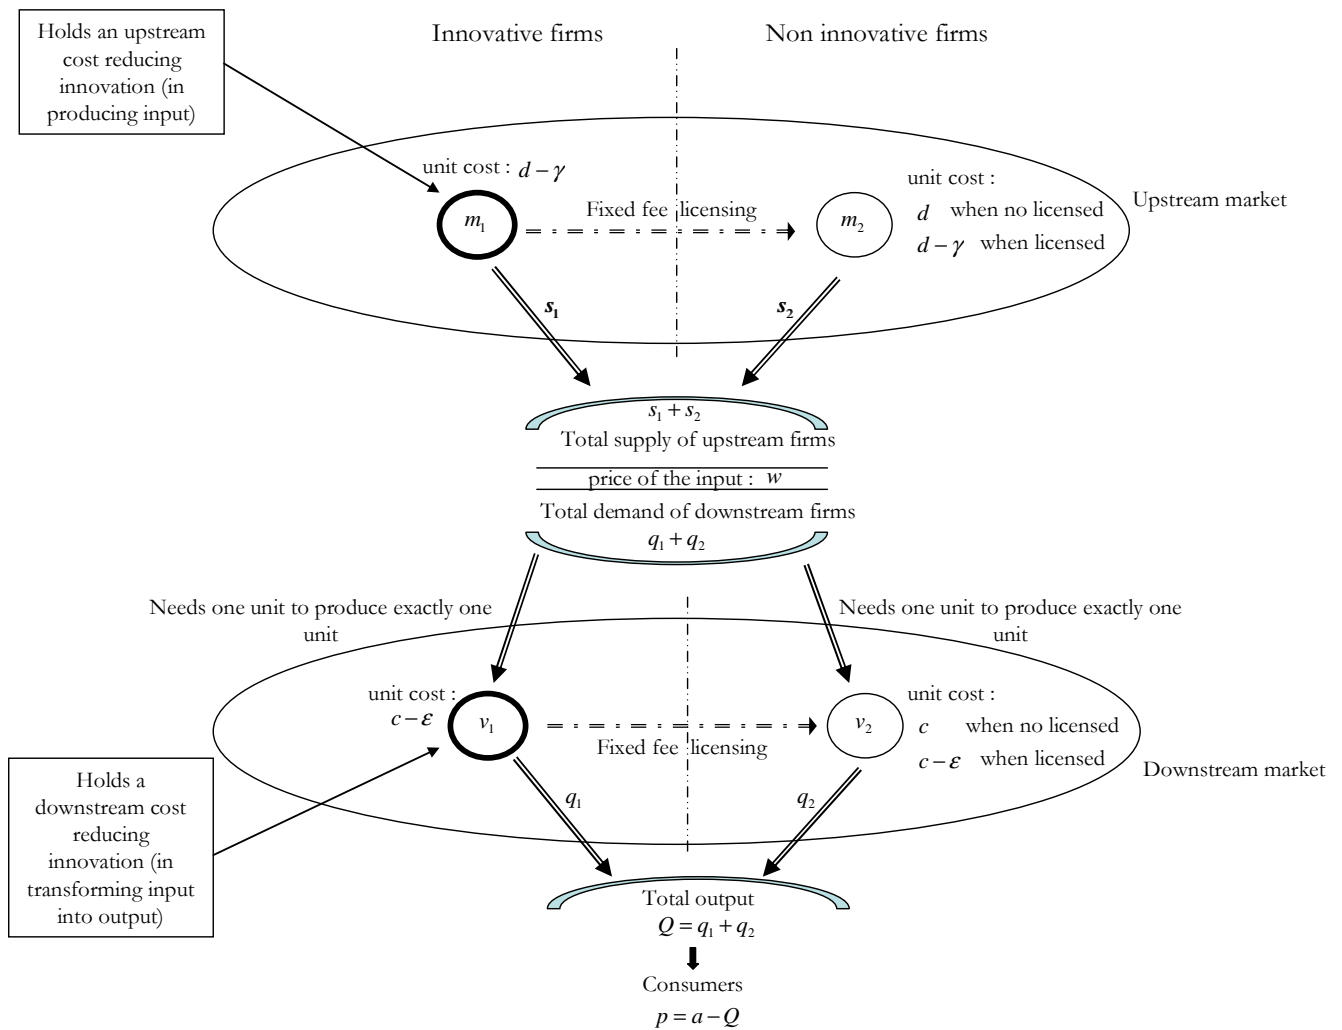 Holds an upstream
cost reducing
innovation (in
producing input)
Innovative firms
Non innovative firms
unit cost : d − γ
m₁
Fixed fee licensing
m₂
unit cost :
d when no licensed
d − γ when licensed
Upstream market
s₁
s₂
s₁ + s₂
Total supply of upstream firms
price of the input : w
Total demand of downstream firms
q₁ + q₂
Needs one unit to produce exactly one
unit
Needs one unit to produce exactly one
unit
unit cost :
c − ε
v₁
Fixed fee licensing
v₂
unit cost :
c when no licensed
c − ε when licensed
Downstream market
Holds a
downstream cost
reducing
innovation (in
transforming input
into output)
q₁
q₂
Total output
Q = q₁ + q₂
Consumers
p = a − Q